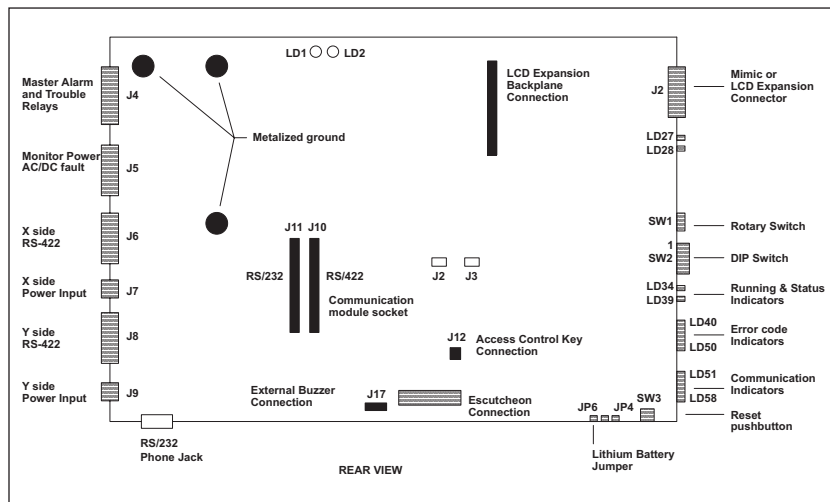 LD1
LD2
Master Alarm
and Trouble
Relays
J4
LCD Expansion
Backplane
Connection
J2
Mimic or
LCD Expansion
Connector
Metalized ground
LD27
LD28
Monitor Power
AC/DC fault
J5
X side
RS-422
J6
J11
J10
SW1
Rotary Switch
1
SW2
DIP Switch
RS/232
RS/422
J2
J3
X side
Power Input
J7
LD34
LD39
Running & Status
Indicators
Communication
module socket
Y side
RS-422
J8
J12
Access Control Key
Connection
LD40
LD50
Error code
Indicators
Y side
Power Input
J9
External Buzzer
Connection
J17
Escutcheon
Connection
LD51
LD58
Communication
Indicators
JP6
JP4
SW3
Reset
pushbutton
RS/232
Phone Jack
Lithium Battery
Jumper
REAR VIEW